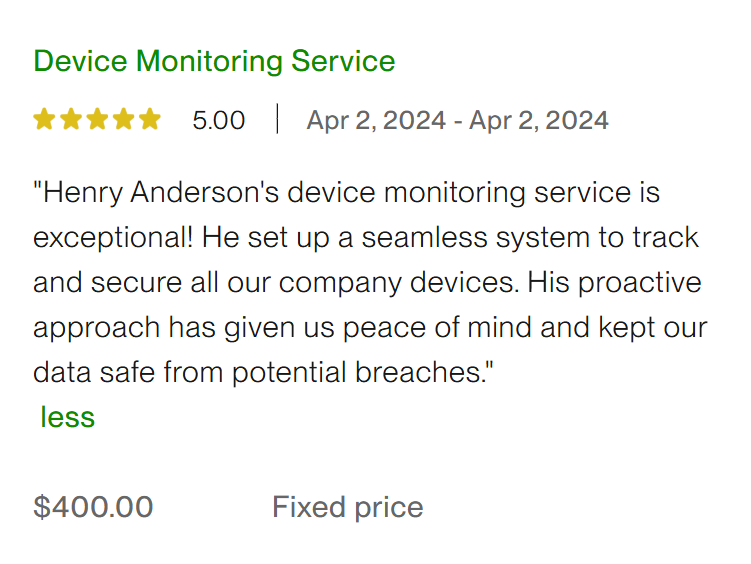 Device Monitoring Service
5.00 | Apr 2, 2024 - Apr 2, 2024
"Henry Anderson's device monitoring service is
exceptional! He set up a seamless system to track
and secure all our company devices. His proactive
approach has given us peace of mind and kept our
data safe from potential breaches."
less
$400.00 Fixed price